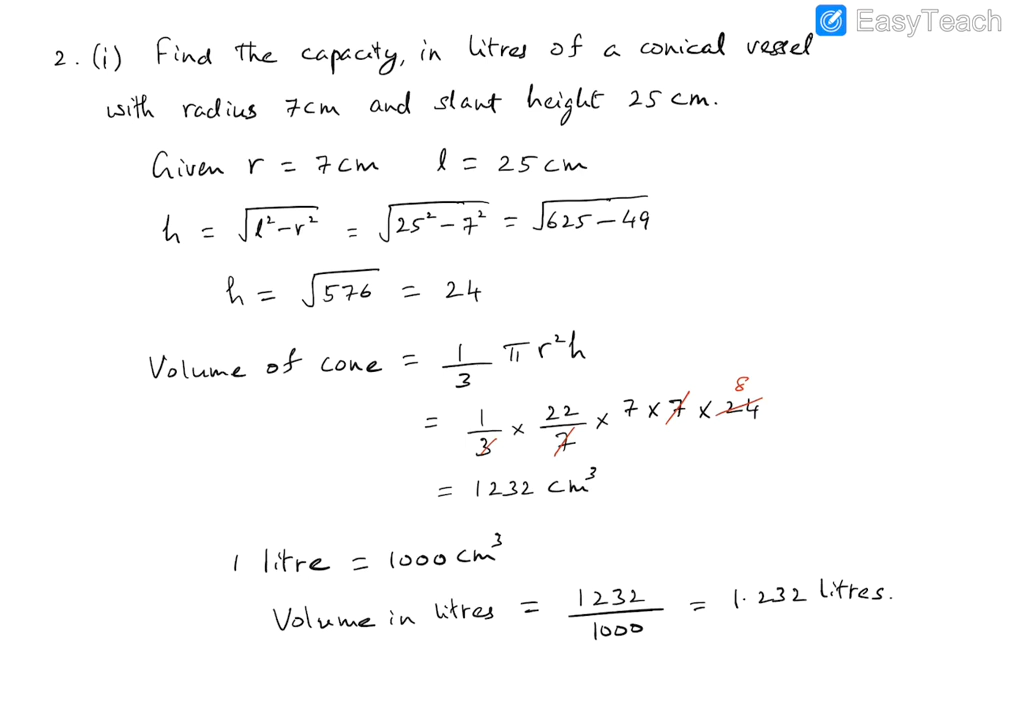 EasyTeach
2. (i) Find the capacity, in litres of a conical vessel
with radius 7cm and slant height 25 cm.
Given r = 7cm l = 25 cm
h = √(l²-r²) = √(25²-7²) = √(625-49)
h = √576 = 24
Volume of cone = 1/3 π r²h
= 1/3 × 22/7 × 7 × 7 × 24 8
= 1232 cm³
1 litre = 1000 cm³
Volume in litres = 1232/1000 = 1.232 litres.